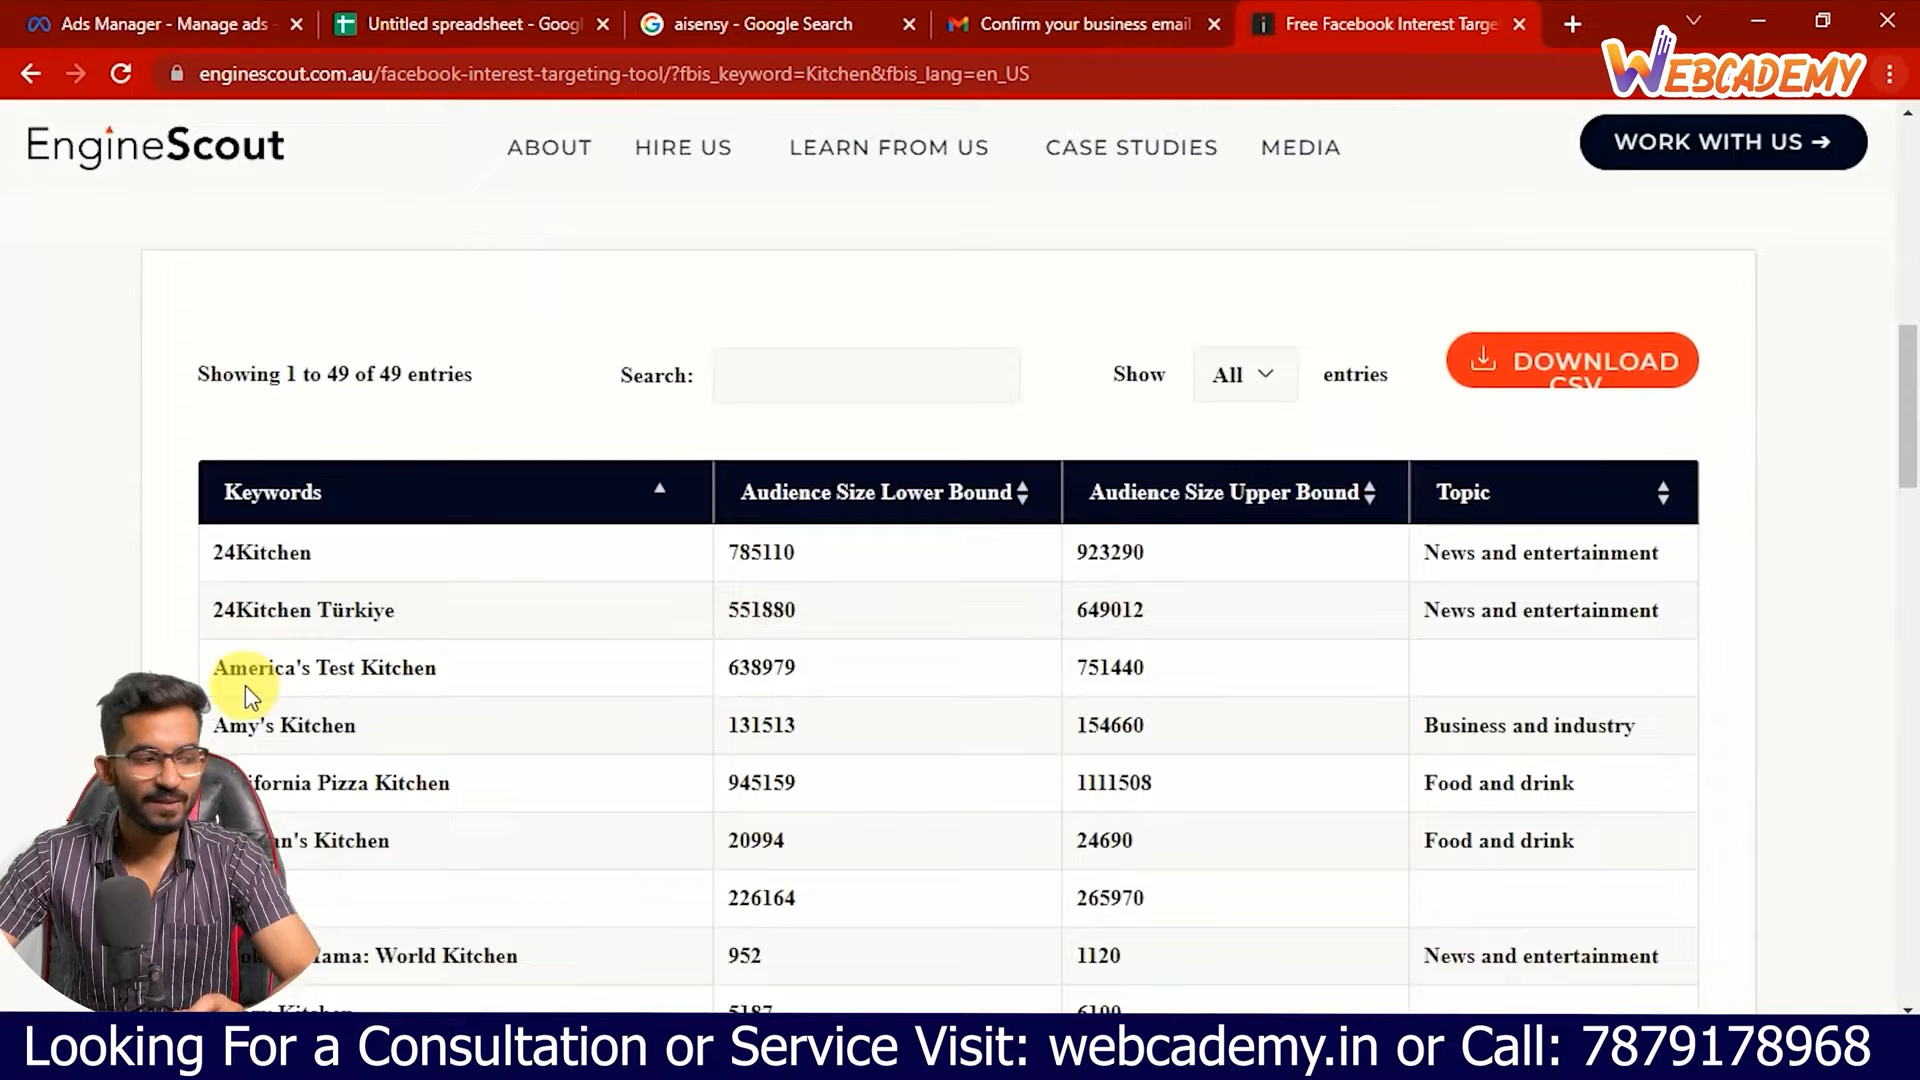 Ads Manager - Manage ads -
Untitled spreadsheet - Googl
aisensy - Google Search
Confirm your business email
Free Facebook Interest Targe
enginescout.com.au/facebook-interest-targeting-tool/?fbis_keyword=Kitchen&fbis_lang=en_US
WEBCADEMY
EngineScout
ABOUT
HIRE US
LEARN FROM US
CASE STUDIES
MEDIA
WORK WITH US ➔
Showing 1 to 49 of 49 entries
Search:
Show All entries
DOWNLOAD CSV
Keywords Audience Size Lower Bound Audience Size Upper Bound Topic
24Kitchen 785110 923290 News and entertainment
24Kitchen Türkiye 551880 649012 News and entertainment
America's Test Kitchen 638979 751440
Amy's Kitchen 131513 154660 Business and industry
ifornia Pizza Kitchen 945159 1111508 Food and drink
n's Kitchen 20994 24690 Food and drink
226164 265970
ama: World Kitchen 952 1120 News and entertainment
Kitchen 5187 6100
Looking For a Consultation or Service Visit: webcademy.in or Call: 7879178968